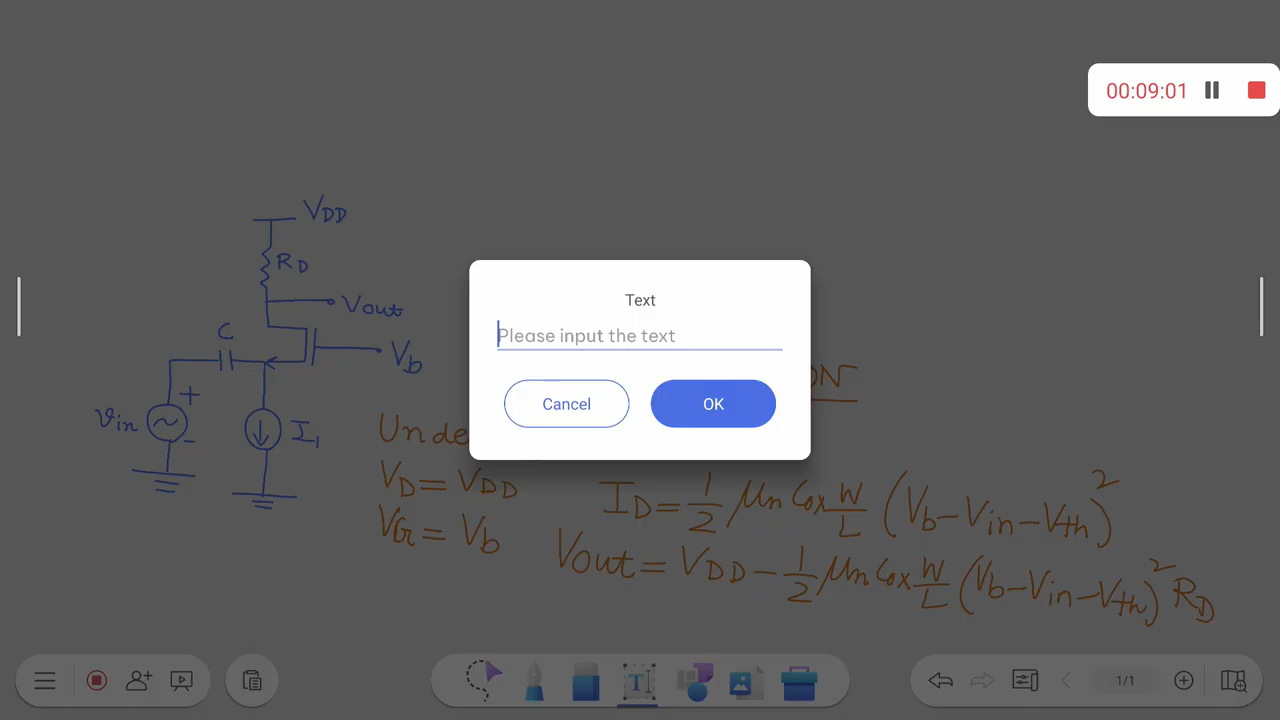 00:09:01
VDD
RD
Vout
C
Vb
+
Vin
-
I1
Text
Please input the text
Cancel
OK
ON
Unde
VD = VDD
ID = 1/2 μn Cox W/L (Vb - Vin - Vth)²
VG = Vb
Vout = VDD - 1/2 μn Cox W/L (Vb - Vin - Vth)² RD
T
1/1